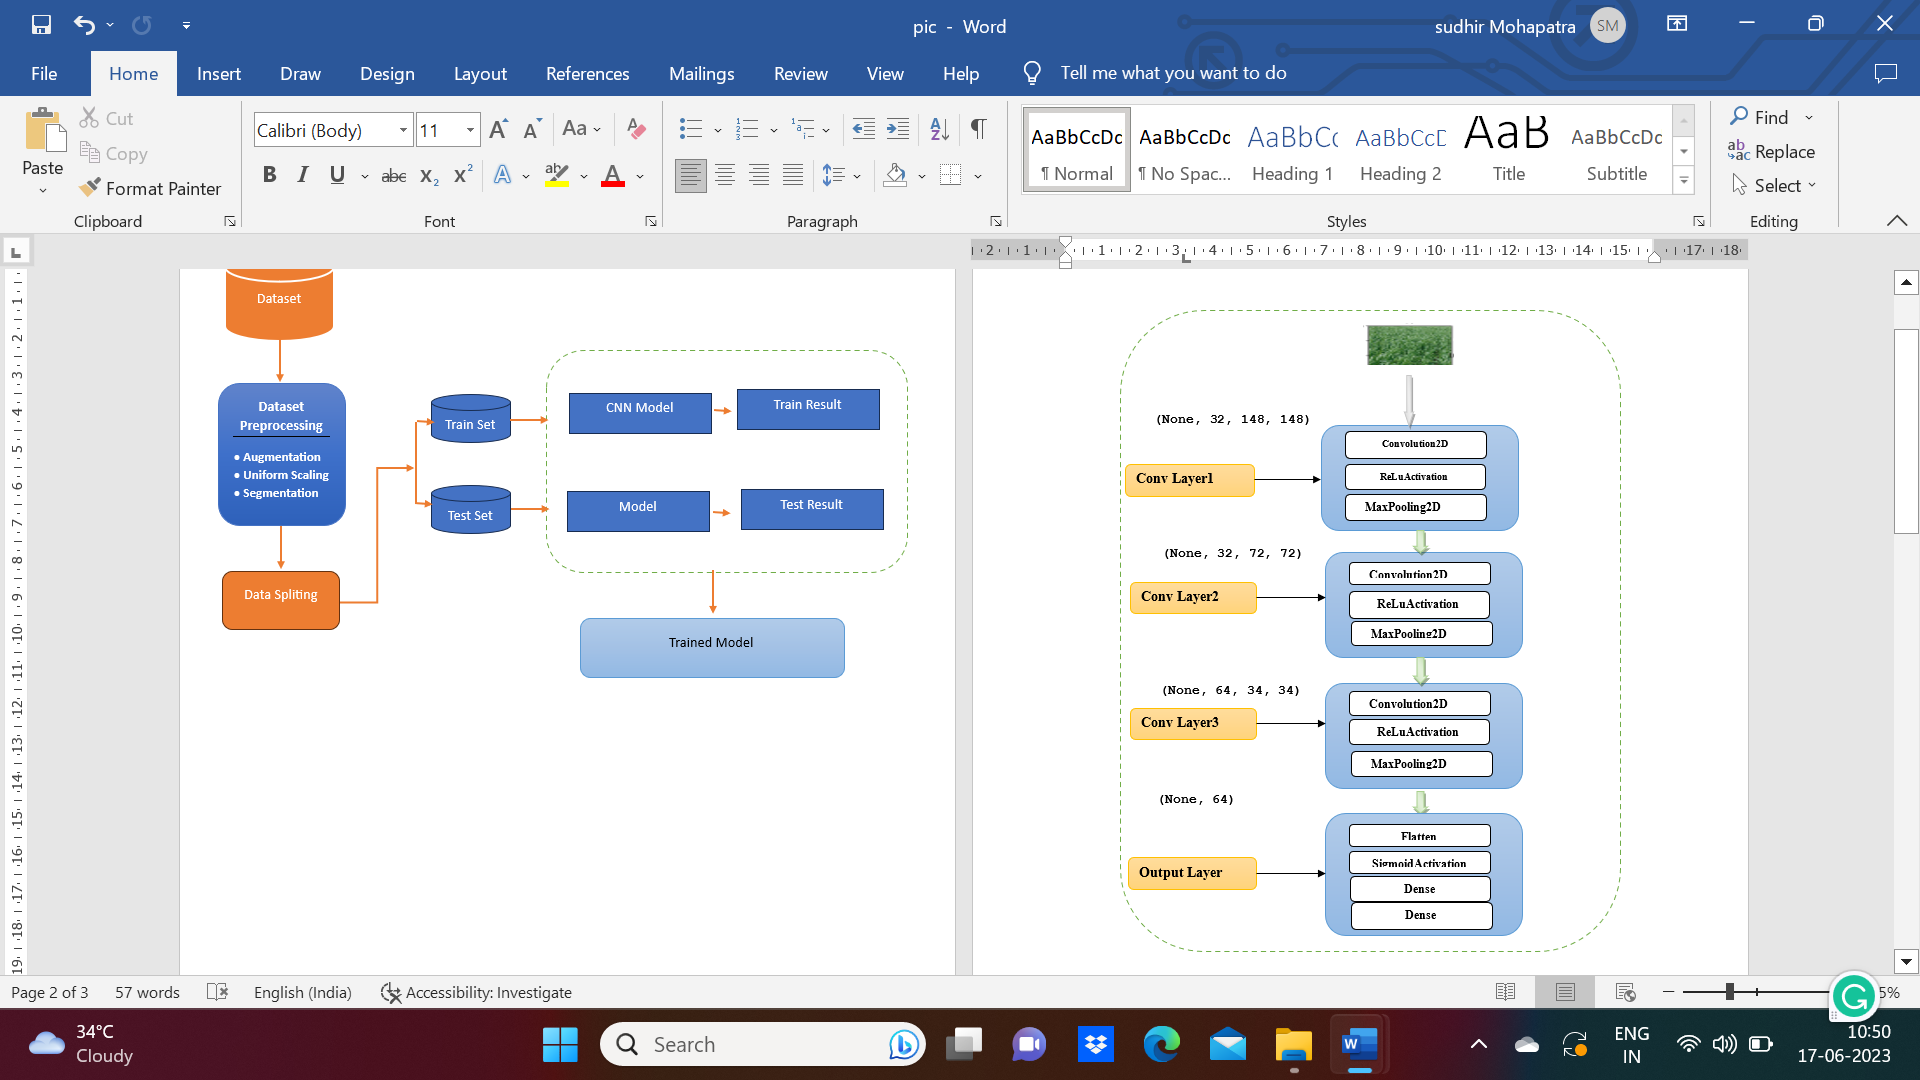 pic - Word
sudhir Mohapatra
SM
File
Home
Insert
Draw
Design
Layout
References
Mailings
Review
View
Help
Tell me what you want to do
Paste
Cut
Copy
Format Painter
Clipboard
Calibri (Body)
11
Font
Paragraph
AaBbCcDc
¶ Normal
AaBbCcDc
¶ No Spac...
AaBbCc
Heading 1
AaBbCcD
Heading 2
AaB
Title
AaBbCcDc
Subtitle
Styles
Find
Replace
Select
Editing
Dataset
Dataset
Preprocessing
• Augmentation
• Uniform Scaling
• Segmentation
Data Spliting
Train Set
Test Set
CNN Model
Train Result
Model
Test Result
Trained Model
(None, 32, 148, 148)
Conv Layer1
Convolution2D
ReLuActivation
MaxPooling2D
(None, 32, 72, 72)
Conv Layer2
Convolution2D
ReLuActivation
MaxPooling2D
(None, 64, 34, 34)
Conv Layer3
Convolution2D
ReLuActivation
MaxPooling2D
(None, 64)
Output Layer
Flatten
SigmoidActivation
Dense
Dense
Page 2 of 3
57 words
English (India)
Accessibility: Investigate
5%
34°C
Cloudy
Search
ENG
IN
10:50
17-06-2023